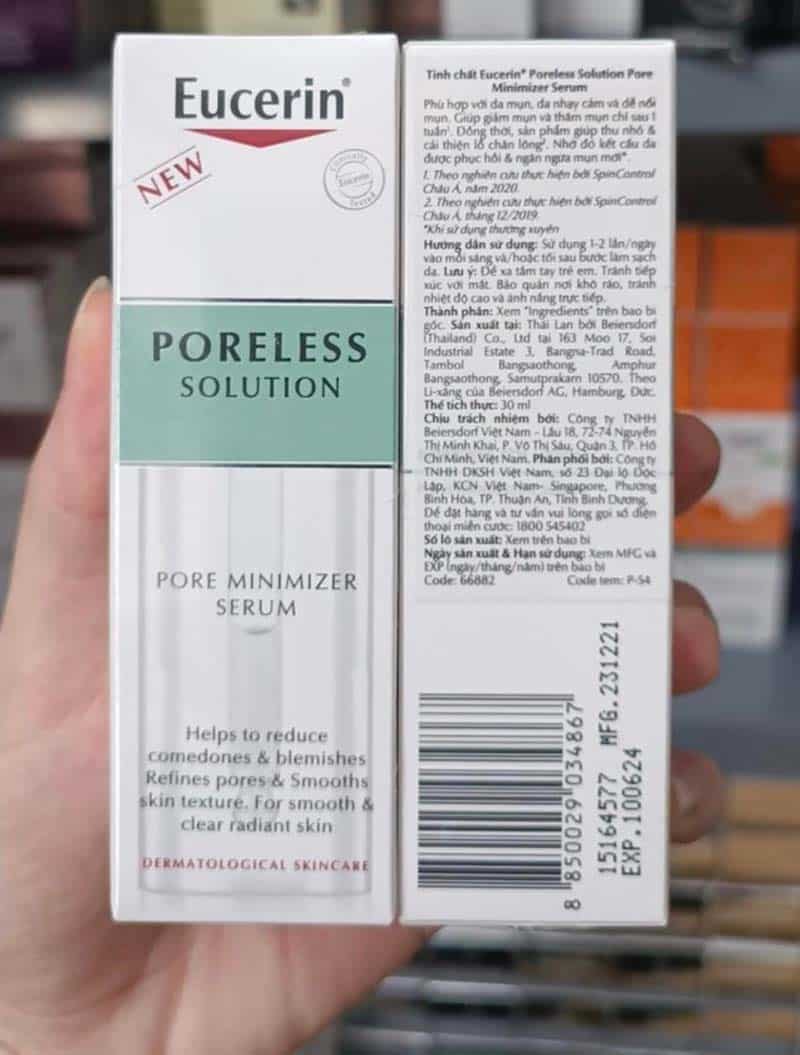 Eucerin®
NEW
Clinically
Eucerin
Tested
PORELESS
SOLUTION
PORE MINIMIZER
SERUM
Helps to reduce
comedones & blemishes
Refines pores & Smooths
skin texture. For smooth &
clear radiant skin
DERMATOLOGICAL SKINCARE
Tinh chất Eucerin® Poreless Solution Pore
Minimizer Serum
Phù hợp với da mụn, da nhạy cảm và dễ nổi
mụn. Giúp giảm mụn và thâm mụn chỉ sau 1
tuần¹. Đồng thời, sản phẩm giúp thu nhỏ &
cải thiện lỗ chân lông². Nhờ đó kết cấu da
được phục hồi & ngăn ngừa mụn mới*.
1. Theo nghiên cứu thực hiện bởi SpinControl
Châu Á, năm 2020.
2. Theo nghiên cứu thực hiện bởi SpinControl
Châu Á, tháng 12/2019.
*Khi sử dụng thường xuyên
Hướng dẫn sử dụng: Sử dụng 1-2 lần/ngày
vào mỗi sáng và/hoặc tối sau bước làm sạch
da. Lưu ý: Để xa tầm tay trẻ em. Tránh tiếp
xúc với mắt. Bảo quản nơi khô ráo, tránh
nhiệt độ cao và ánh nắng trực tiếp.
Thành phần: Xem "Ingredients" trên bao bì
gốc. Sản xuất tại: Thái Lan bởi Beiersdorf
(Thailand) Co., Ltd tại 163 Moo 17, Soi
Industrial Estate 3, Bangna-Trad Road,
Tambol Bangsaothong, Amphur
Bangsaothong, Samutprakarn 10570. Theo
Li-xăng của Beiersdorf AG, Hamburg, Đức.
Thể tích thực: 30 ml
Chịu trách nhiệm bởi: Công ty TNHH
Beiersdorf Việt Nam - Lầu 18, 72-74 Nguyễn
Thị Minh Khai, P. Võ Thị Sáu, Quận 3, TP. Hồ
Chí Minh, Việt Nam. Phân phối bởi: Công ty
TNHH DKSH Việt Nam, số 23 Đại lộ Độc
Lập, KCN Việt Nam- Singapore, Phường
Bình Hòa, TP. Thuận An, Tỉnh Bình Dương.
Để đặt hàng và tư vấn vui lòng gọi số điện
thoại miễn cước: 1800 545402
Số lô sản xuất: Xem trên bao bì
Ngày sản xuất & Hạn sử dụng: Xem MFG và
EXP (ngày/tháng/năm) trên bao bì
Code: 66882 Code tem: P-54
8 850029 034867
15164577 MFG.231221
EXP.100624